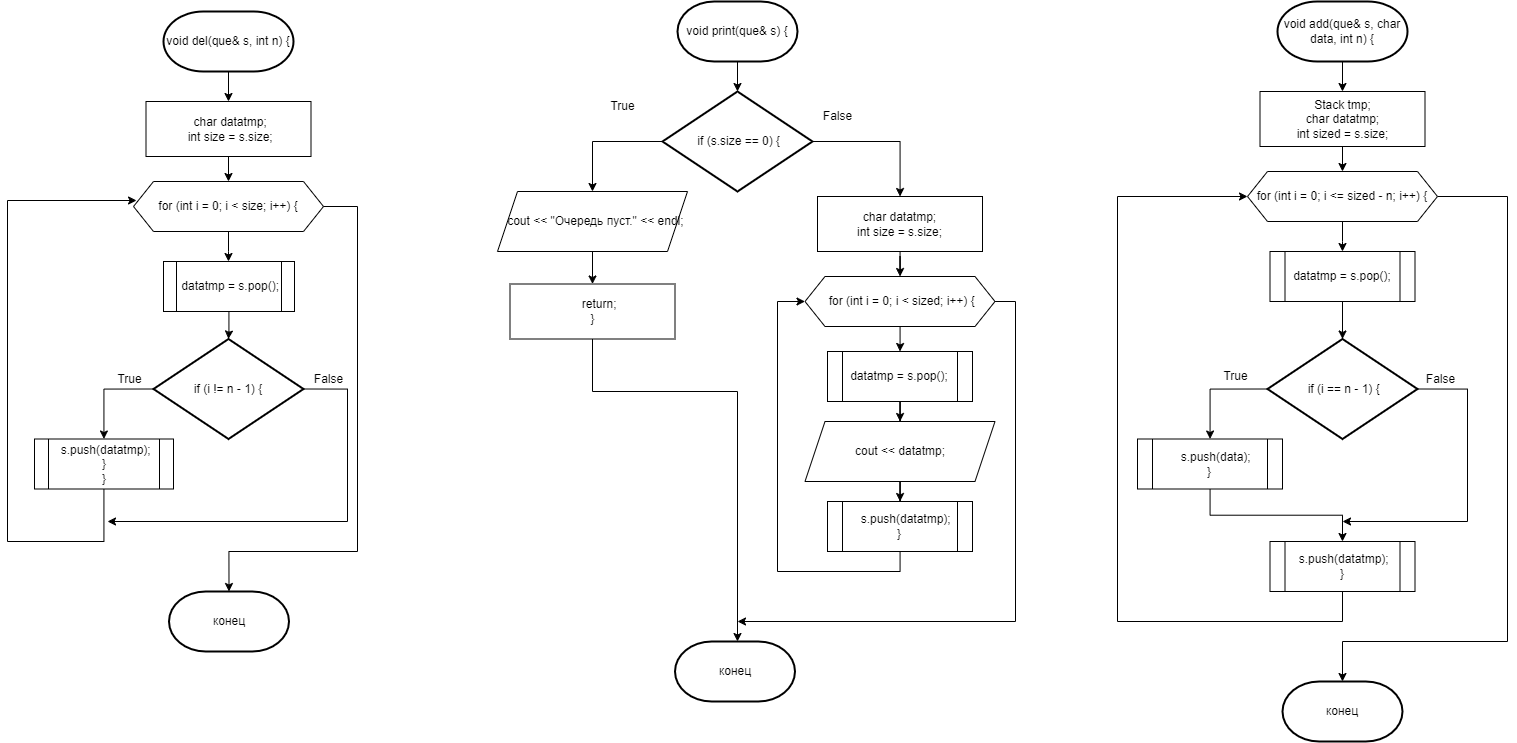 void del(que& s, int n) {
char datatmp;
int size = s.size;
for (int i = 0; i < size; i++) {
datatmp = s.pop();
if (i != n - 1) {
True
False
s.push(datatmp);
}
}
конец
void print(que& s) {
if (s.size == 0) {
True
False
cout << "Очередь пуст." << endl;
return;
}
char datatmp;
int size = s.size;
for (int i = 0; i < sized; i++) {
datatmp = s.pop();
cout << datatmp;
s.push(datatmp);
}
конец
void add(que& s, char
data, int n) {
Stack tmp;
char datatmp;
int sized = s.size;
for (int i = 0; i <= sized - n; i++) {
datatmp = s.pop();
if (i == n - 1) {
True
False
s.push(data);
}
s.push(datatmp);
}
конец